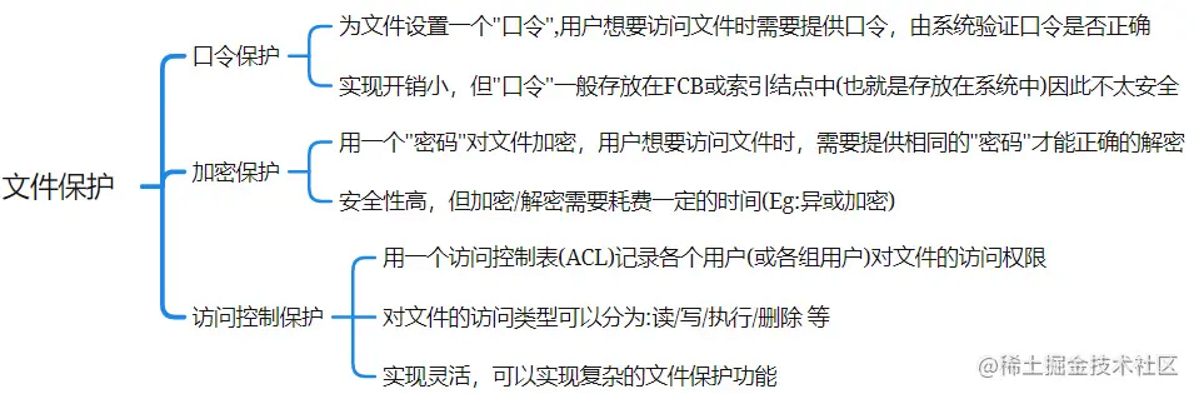 文件保护
口令保护
为文件设置一个"口令",用户想要访问文件时需要提供口令，由系统验证口令是否正确
实现开销小，但"口令"一般存放在FCB或索引结点中(也就是存放在系统中)因此不太安全
加密保护
用一个"密码"对文件加密，用户想要访问文件时，需要提供相同的"密码"才能正确的解密
安全性高，但加密/解密需要耗费一定的时间(Eg:异或加密)
访问控制保护
用一个访问控制表(ACL)记录各个用户(或各组用户)对文件的访问权限
对文件的访问类型可以分为:读/写/执行/删除 等
实现灵活，可以实现复杂的文件保护功能
@稀土掘金技术社区